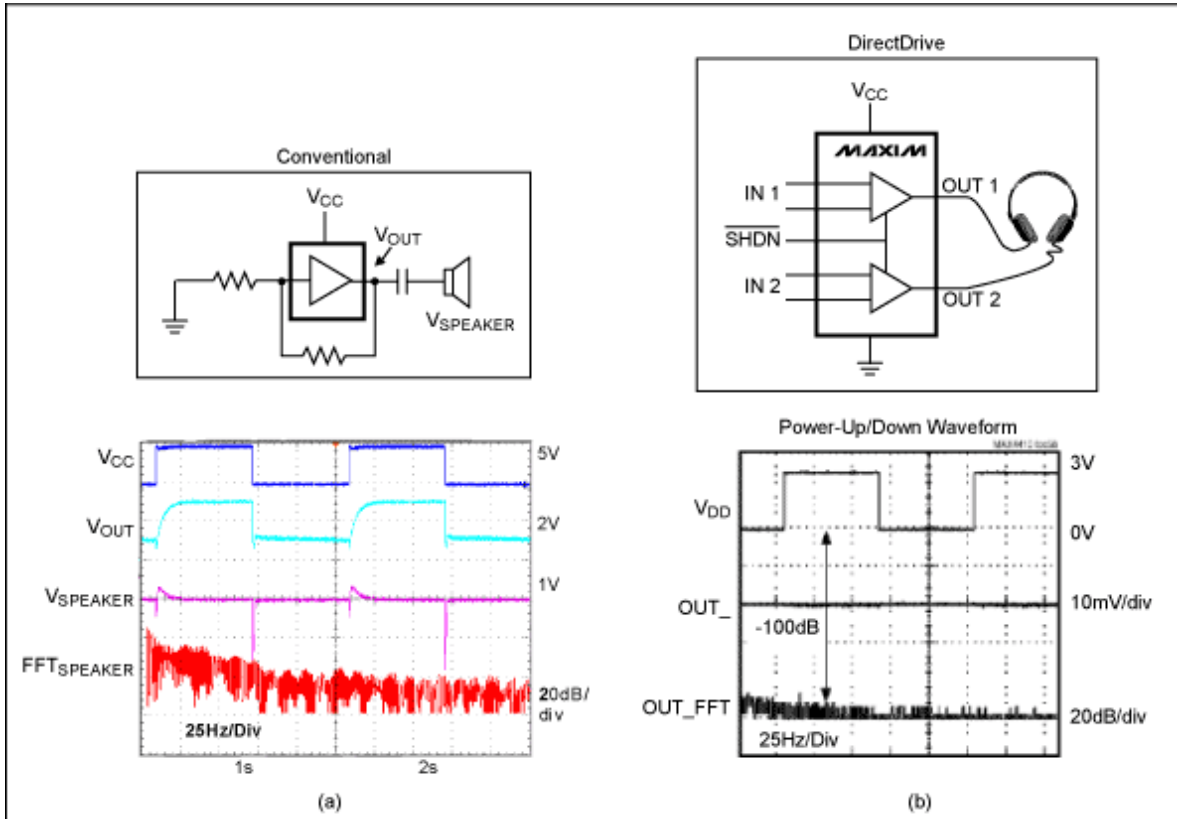 Conventional
VCC
VOUT
VSPEAKER
VCC
5V
VOUT
2V
VSPEAKER
1V
FFTSPEAKER
20dB/
div
25Hz/Div
1s
2s
(a)
DirectDrive
VCC
MAXIM
IN 1
OUT 1
SHDN
IN 2
OUT 2
Power-Up/Down Waveform
3V
VDD
0V
OUT_
10mV/div
-100dB
OUT_FFT
20dB/div
25Hz/Div
(b)